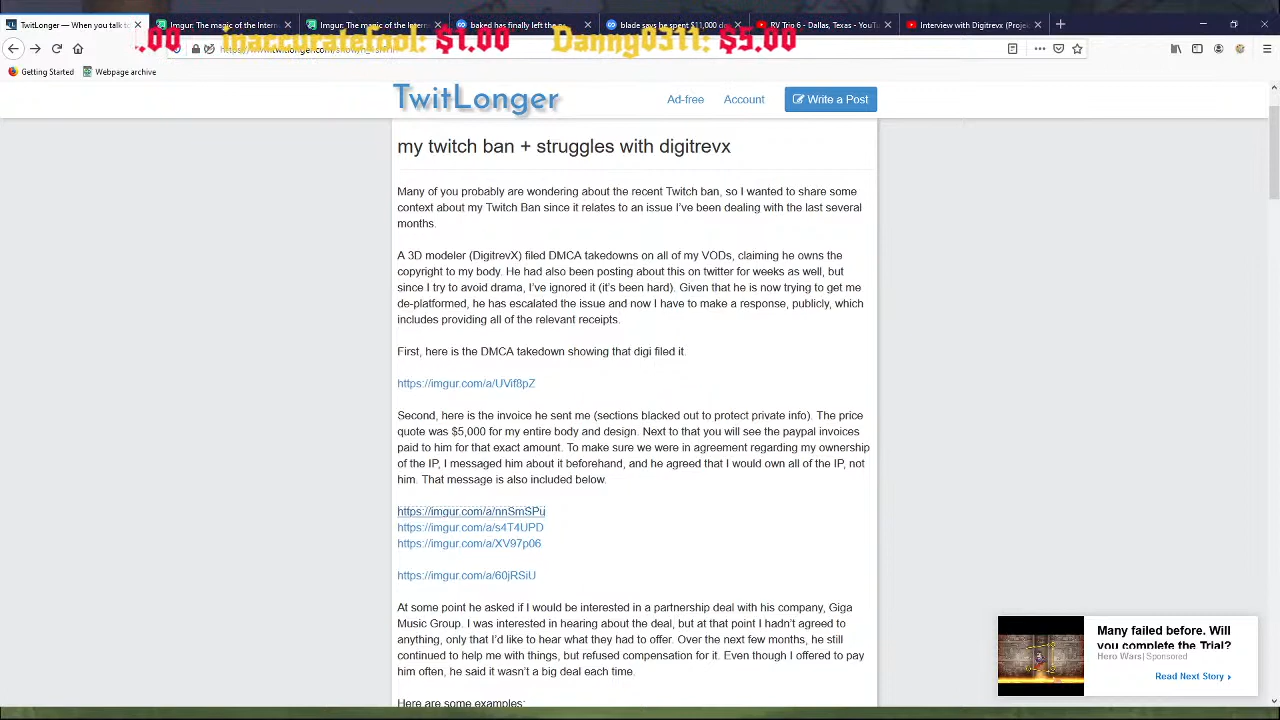 TwitLonger — When you talk to
Imgur: The magic of the Intern
Imgur: The magic of the Intern
baked has finally left the
blade says he spent $11,000 d
RV Trip 6 - Dallas, Texas - YouT
Interview with Digitrevx (Proje
.00 inaccuratefool: $1.00 Danny0311: $5.00
Getting Started
Webpage archive
TwitLonger
Ad-free
Account
Write a Post
my twitch ban + struggles with digitrevx
Many of you probably are wondering about the recent Twitch ban, so I wanted to share some
context about my Twitch Ban since it relates to an issue I've been dealing with the last several
months.
A 3D modeler (DigitrevX) filed DMCA takedowns on all of my VODs, claiming he owns the
copyright to my body. He had also been posting about this on twitter for weeks as well, but
since I try to avoid drama, I've ignored it (it's been hard). Given that he is now trying to get me
de-platformed, he has escalated the issue and now I have to make a response, publicly, which
includes providing all of the relevant receipts.
First, here is the DMCA takedown showing that digi filed it.
https://imgur.com/a/UVif8pZ
Second, here is the invoice he sent me (sections blacked out to protect private info). The price
quote was $5,000 for my entire body and design. Next to that you will see the paypal invoices
paid to him for that exact amount. To make sure we were in agreement regarding my ownership
of the IP, I messaged him about it beforehand, and he agreed that I would own all of the IP, not
him. That message is also included below.
https://imgur.com/a/nnSmSPu
https://imgur.com/a/s4T4UPD
https://imgur.com/a/XV97p06
https://imgur.com/a/60jRSiU
At some point he asked if I would be interested in a partnership deal with his company, Giga
Music Group. I was interested in hearing about the deal, but at that point I hadn't agreed to
anything, only that I'd like to hear what they had to offer. Over the next few months, he still
continued to help me with things, but refused compensation for it. Even though I offered to pay
him often, he said it wasn't a big deal each time.
Here are some examples:
Many failed before. Will
you complete the Trial?
Hero Wars | Sponsored
Read Next Story